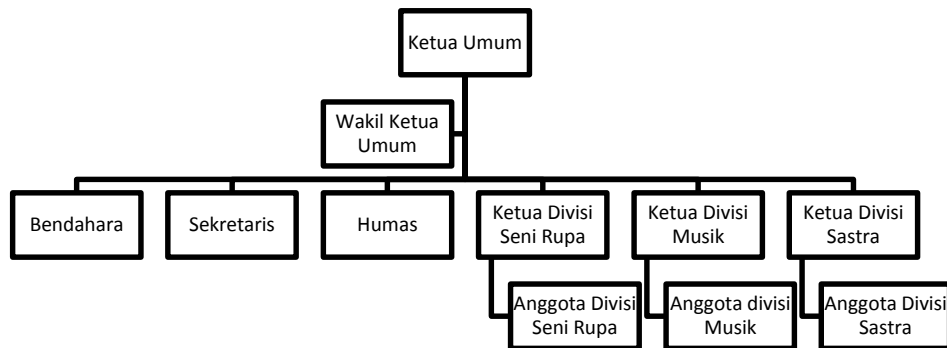 Ketua Umum
Wakil Ketua
Umum
Bendahara
Sekretaris
Humas
Ketua Divisi
Seni Rupa
Ketua Divisi
Musik
Ketua Divisi
Sastra
Anggota Divisi
Seni Rupa
Anggota divisi
Musik
Anggota Divisi
Sastra